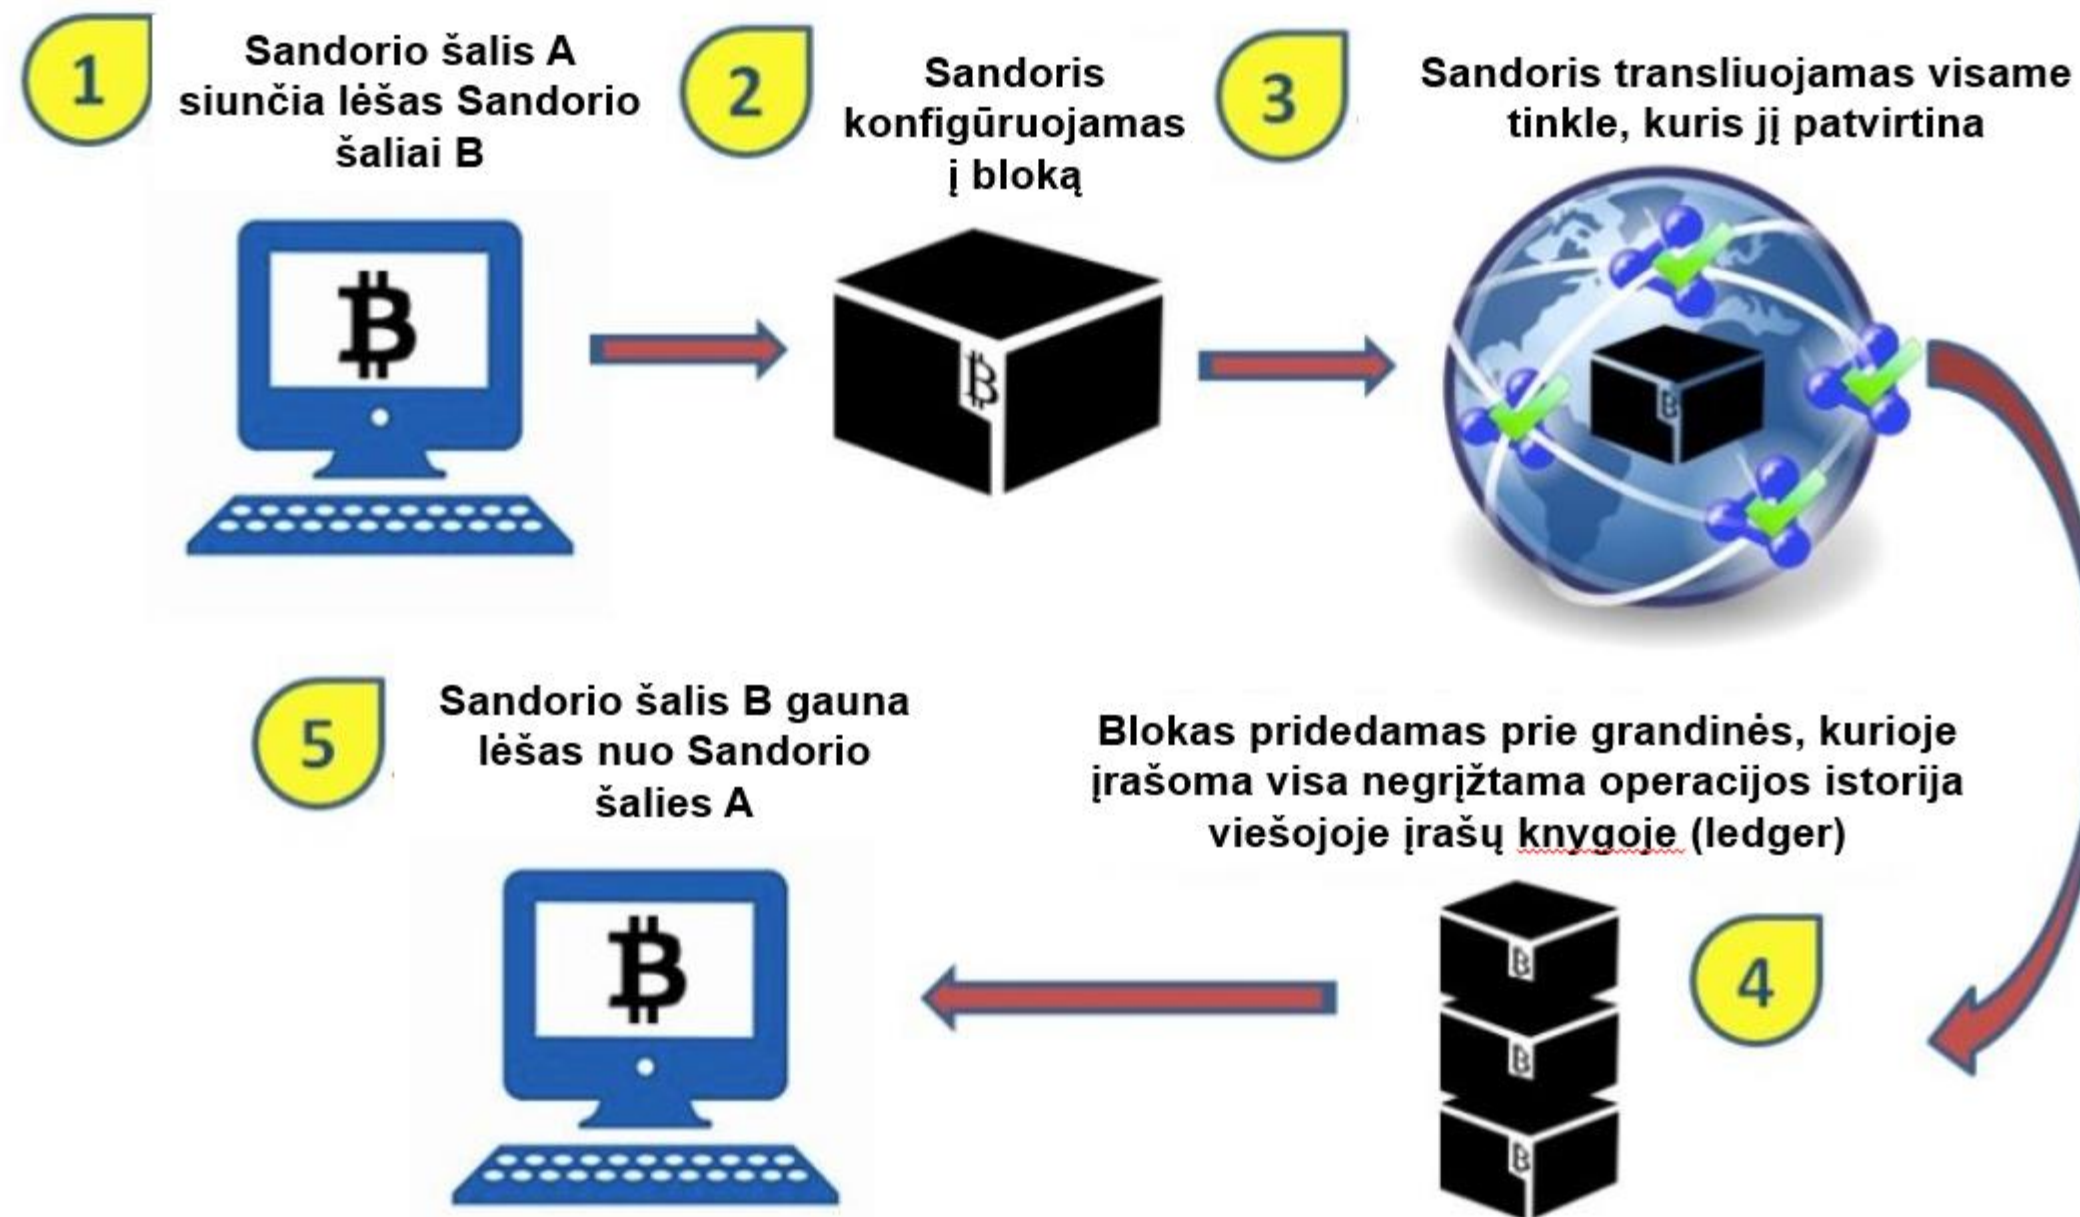 1
Sandorio šalis A
siunčia lėšas Sandorio
šaliai B
2
Sandoris
konfigūruojamas
į bloką
3
Sandoris transliuojamas visame
tinkle, kuris jį patvirtina
Blokas pridedamas prie grandinės, kurioje
įrašoma visa negrįžtama operacijos istorija
viešojoje įrašų knygoje (ledger)
4
5
Sandorio šalis B gauna
lėšas nuo Sandorio
šalies A